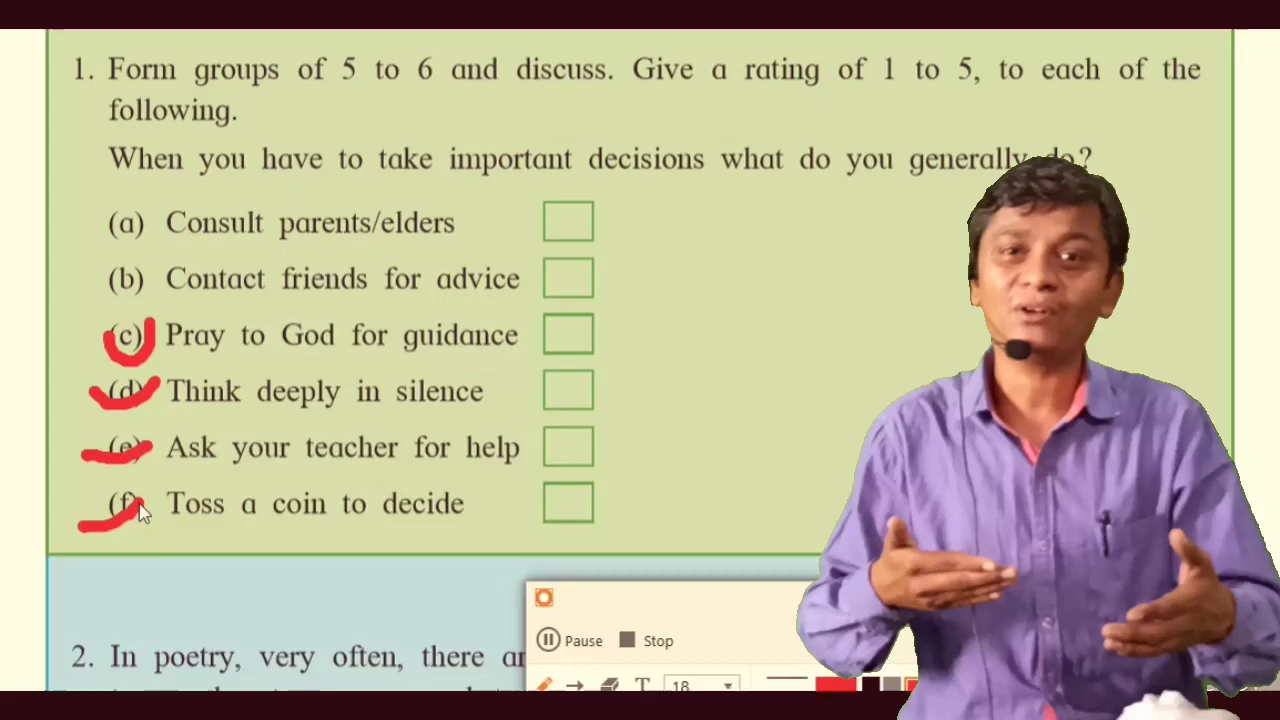 1. Form groups of 5 to 6 and discuss. Give a rating of 1 to 5, to each of the
following.
When you have to take important decisions what do you generally do?
(a) Consult parents/elders
(b) Contact friends for advice
(c) Pray to God for guidance
(d) Think deeply in silence
(e) Ask your teacher for help
(f) Toss a coin to decide
2. In poetry, very often, there
Pause Stop
T 18